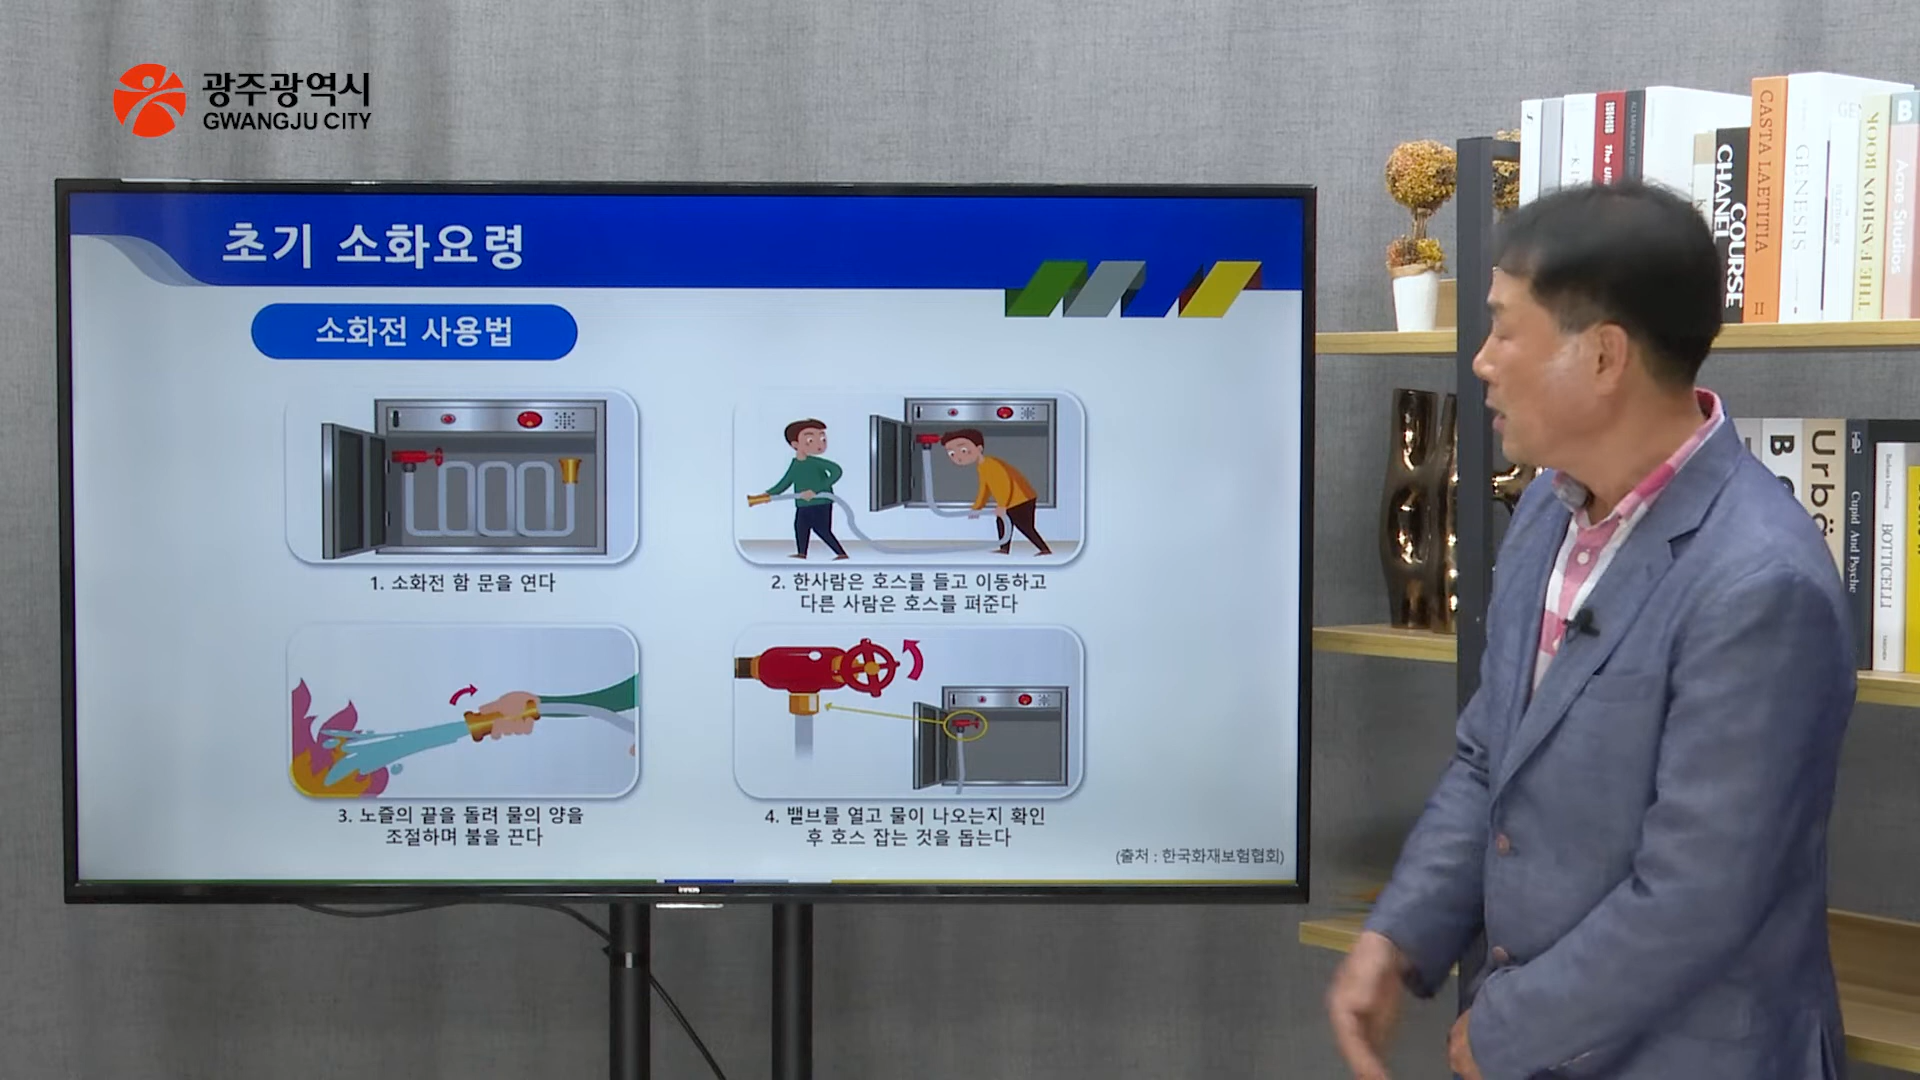 광주광역시
GWANGJU CITY
초기 소화요령
소화전 사용법
1. 소화전 함 문을 연다
2. 한사람은 호스를 들고 이동하고
다른 사람은 호스를 펴준다
3. 노즐의 끝을 돌려 물의 양을
조절하며 불을 끈다
4. 밸브를 열고 물이 나오는지 확인
후 호스 잡는 것을 돕는다
(출처 : 한국화재보험협회)
CHANEL
COURSE
CASTA LAETITIA
II
GENESIS
THE FASHION BOOK
Acne Studios
B
Urbö
Cupid And Psyche
BOTTICELLI